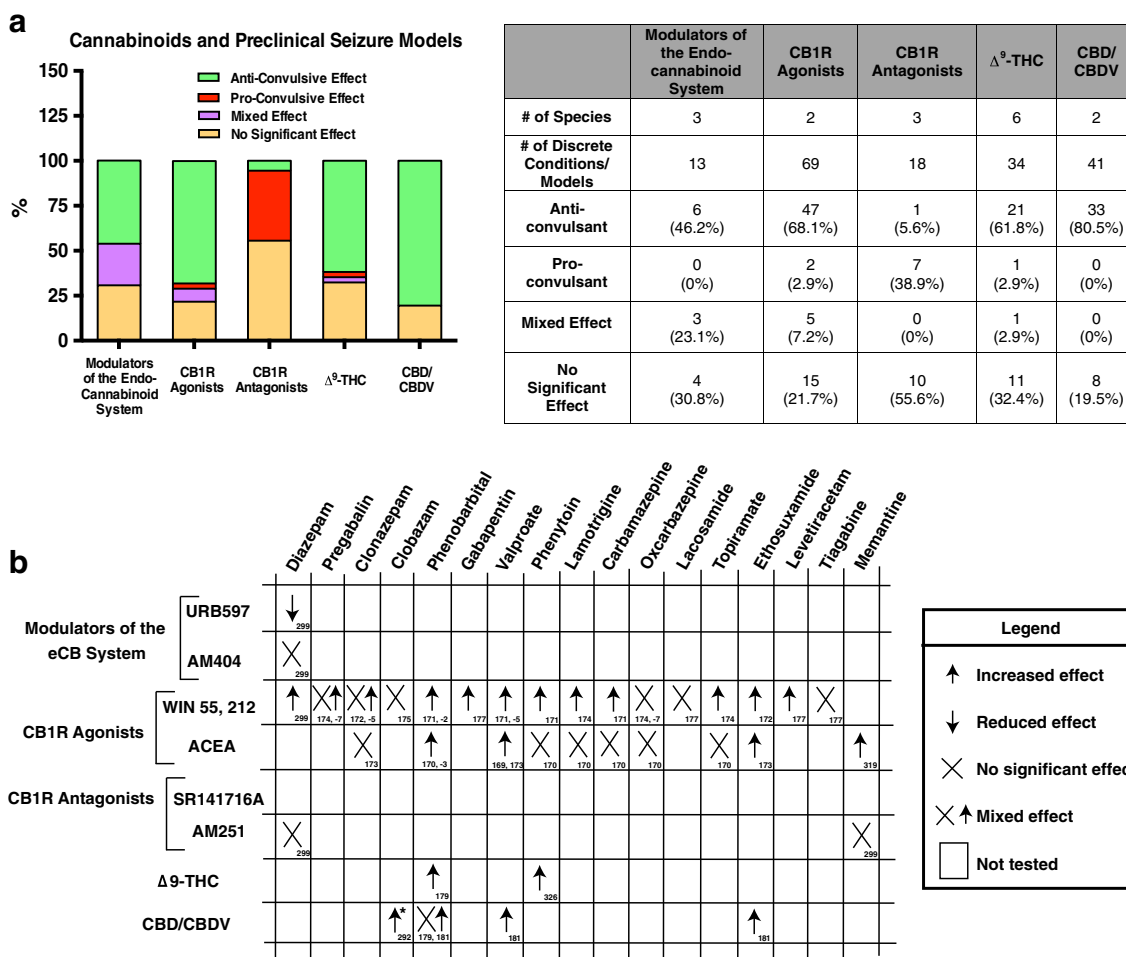 a
Cannabinoids and Preclinical Seizure Models
150
125
100
75
50
25
0
%
Anti-Convulsive Effect
Pro-Convulsive Effect
Mixed Effect
No Significant Effect
Modulators
of the Endo-
Cannabinoid
System
CB1R
Agonists
CB1R
Antagonists
Δ⁹-THC
CBD/
CBDV
Modulators of
the Endo-
cannabinoid
System
CB1R
Agonists
CB1R
Antagonists
Δ⁹-THC
CBD/
CBDV
# of Species
3 2 3 6 2
# of Discrete
Conditions/
Models
13 69 18 34 41
Anti-
convulsant
6 47 1 21 33
(46.2%) (68.1%) (5.6%) (61.8%) (80.5%)
Pro-
convulsant
0 2 7 1 0
(0%) (2.9%) (38.9%) (2.9%) (0%)
Mixed Effect
3 5 0 1 0
(23.1%) (7.2%) (0%) (2.9%) (0%)
No
Significant
Effect
4 15 10 11 8
(30.8%) (21.7%) (55.6%) (32.4%) (19.5%)
b
Diazepam
Pregabalin
Clonazepam
Clobazam
Phenobarbital
Gabapentin
Valproate
Phenytoin
Lamotrigine
Carbamazepine
Oxcarbazepine
Lacosamide
Topiramate
Ethosuxamide
Levetiracetam
Tiagabine
Memantine
Modulators of the
eCB System
URB597
299
AM404
299
CB1R Agonists
WIN 55, 212
299 174, -7 172, -5 175 171, -2 177 171, -5 171 174 171 174, -7 177 174 172 177 177
ACEA
173 170, -3 169, 173 170 170 170 170 170 173 319
CB1R Antagonists
SR141716A
AM251
299 299
Δ9-THC
179 326
CBD/CBDV
* 292 179, 181 181 181
Legend
Increased effect
Reduced effect
No significant effec
Mixed effect
Not tested